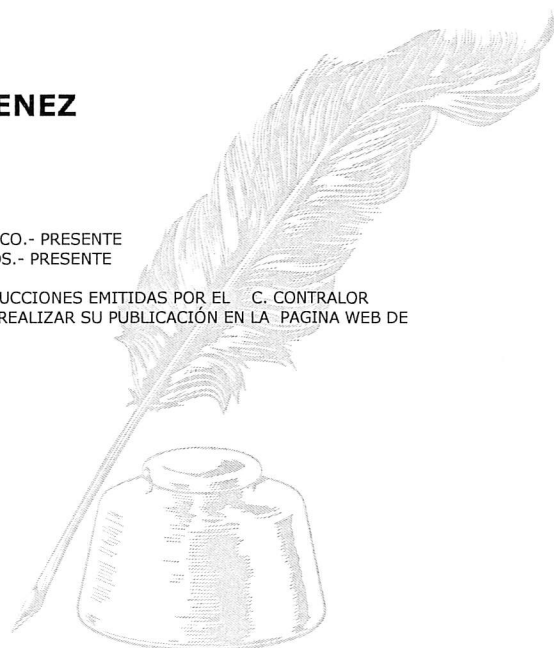 ENEZ
CO.- PRESENTE
OS.- PRESENTE
UCCIONES EMITIDAS POR EL C. CONTRALOR
REALIZAR SU PUBLICACIÓN EN LA PAGINA WEB DE